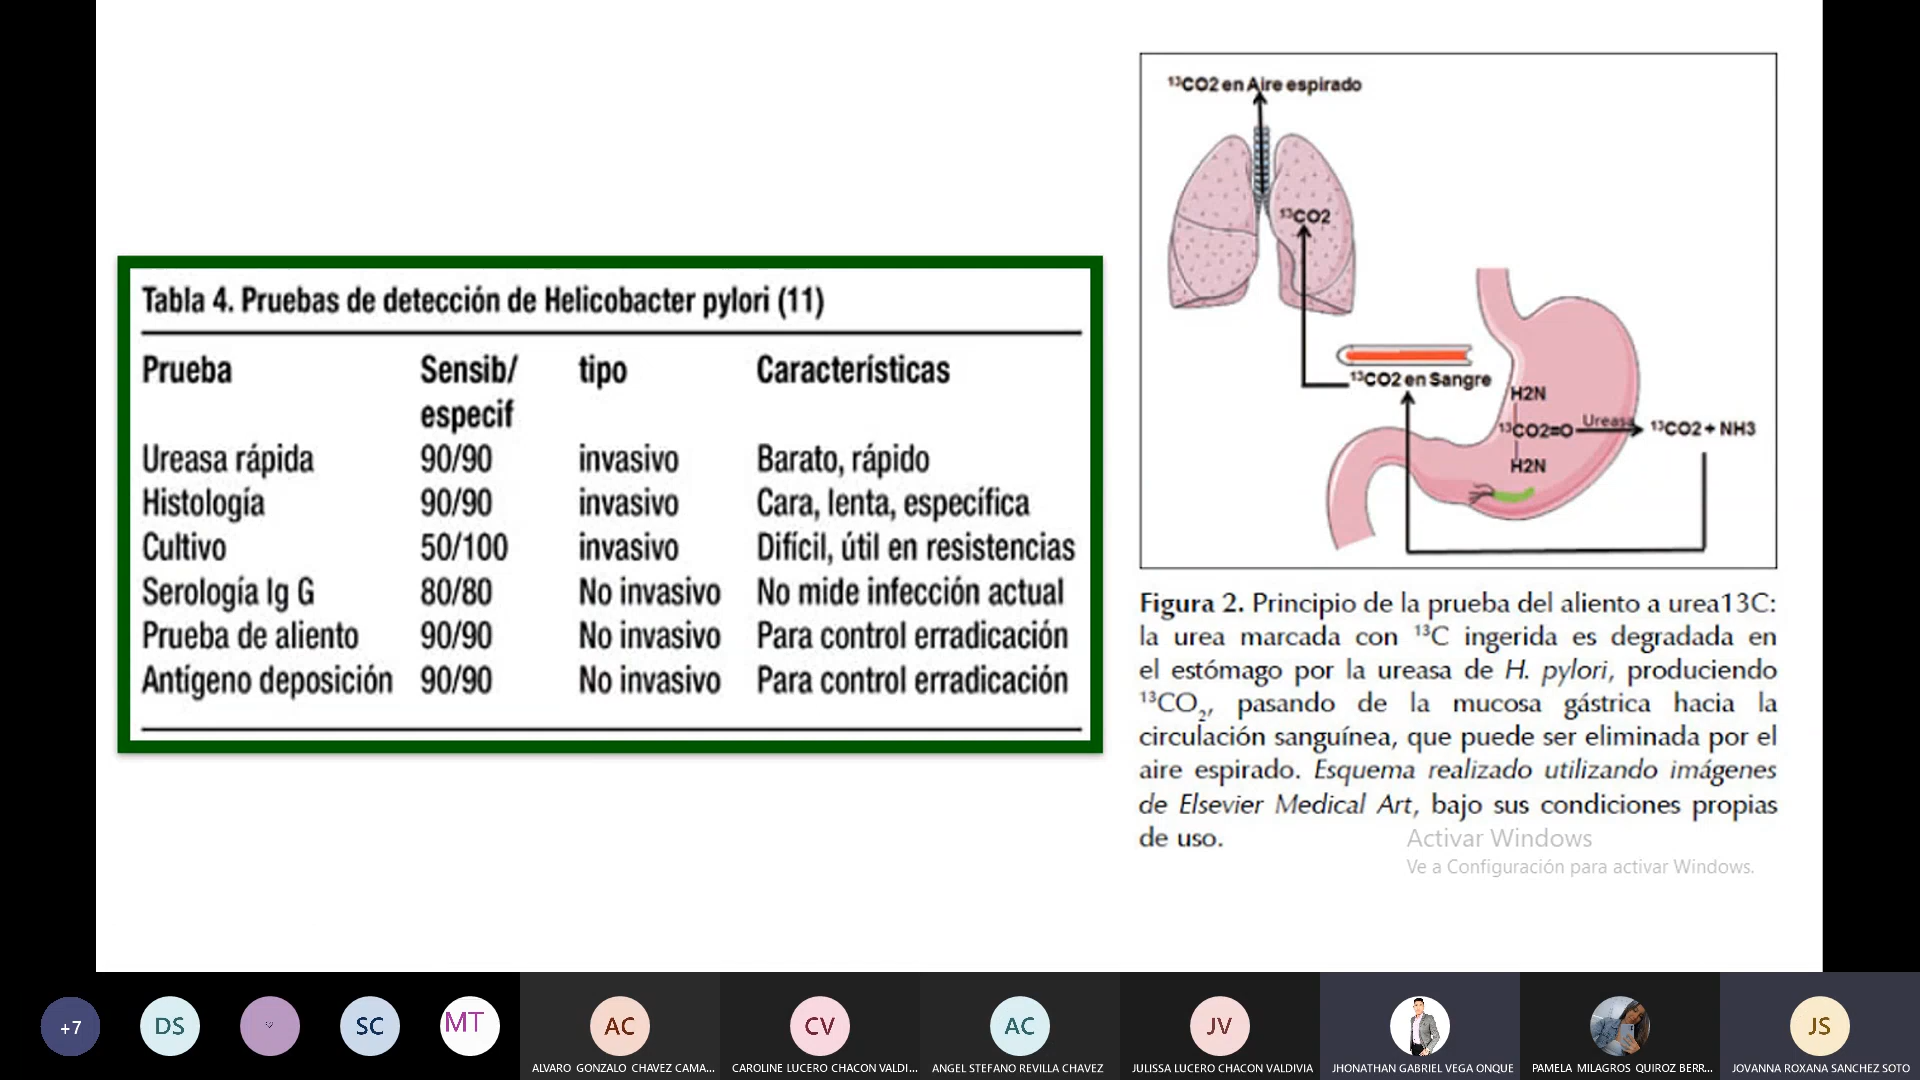 Tabla 4. Pruebas de detección de Helicobacter pylori (11)
Prueba Sensib/ especif tipo Características
Ureasa rápida 90/90 invasivo Barato, rápido
Histología 90/90 invasivo Cara, lenta, específica
Cultivo 50/100 invasivo Difícil, útil en resistencias
Serología Ig G 80/80 No invasivo No mide infección actual
Prueba de aliento 90/90 No invasivo Para control erradicación
Antígeno deposición 90/90 No invasivo Para control erradicación
¹³CO2 en Aire espirado
¹³CO2
¹³CO2 en Sangre
H2N
¹³CO2=O Ureasa ¹³CO2 + NH3
H2N
Figura 2. Principio de la prueba del aliento a urea13C:
la urea marcada con ¹³C ingerida es degradada en
el estómago por la ureasa de H. pylori, produciendo
¹³CO₂, pasando de la mucosa gástrica hacia la
circulación sanguínea, que puede ser eliminada por el
aire espirado. Esquema realizado utilizando imágenes
de Elsevier Medical Art, bajo sus condiciones propias
de uso.
Activar Windows
Ve a Configuración para activar Windows.
+7 DS SC MT AC CV AC JV JS
ALVARO GONZALO CHAVEZ CAMA... CAROLINE LUCERO CHACON VALDI... ANGEL STEFANO REVILLA CHAVEZ JULISSA LUCERO CHACON VALDIVIA JHONATHAN GABRIEL VEGA ONQUE PAMELA MILAGROS QUIROZ BERR... JOVANNA ROXANA SANCHEZ SOTO